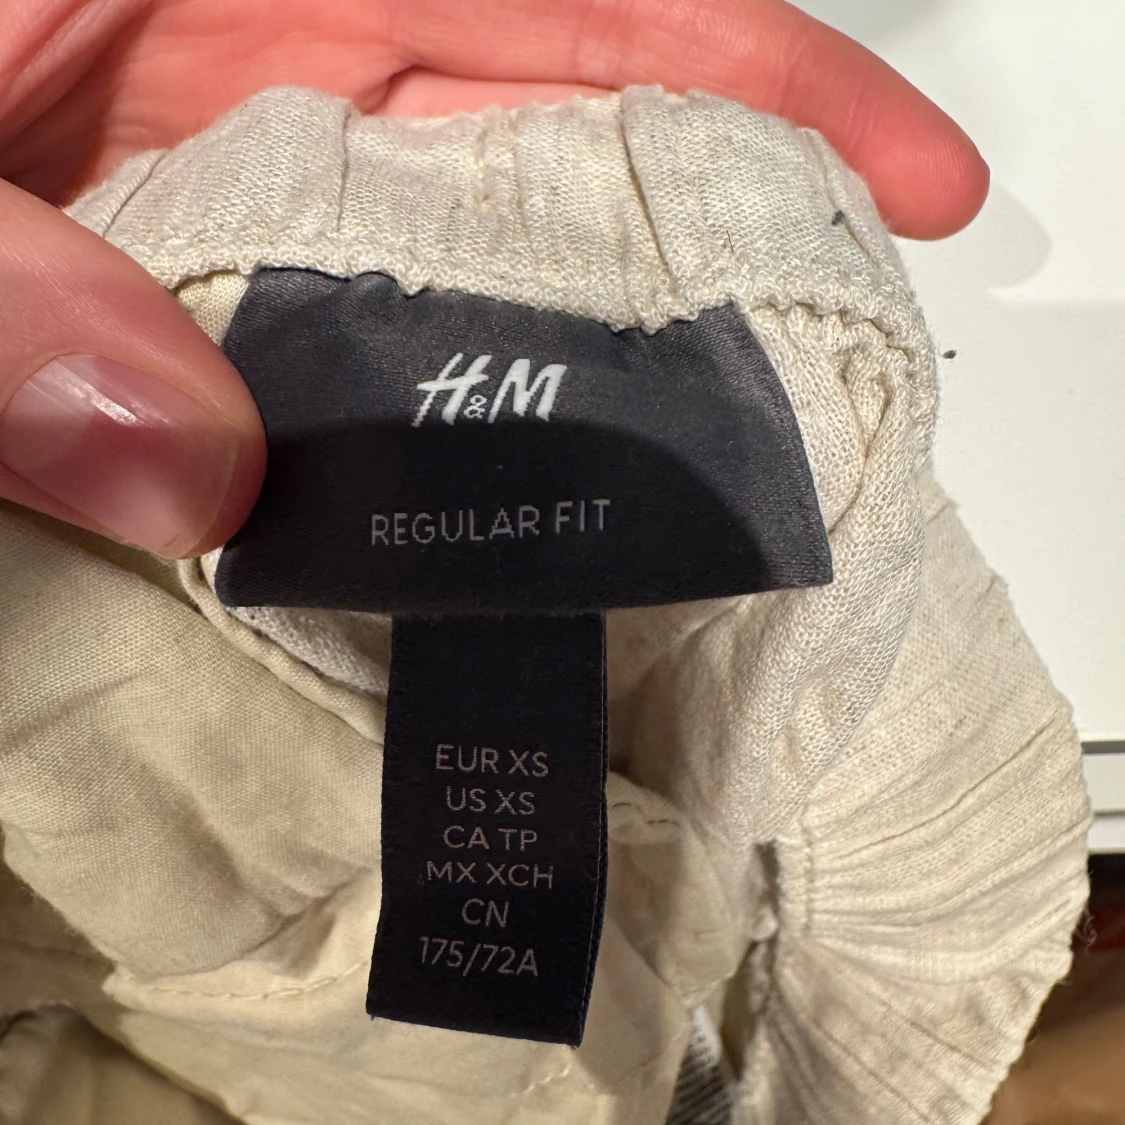 H&M
REGULAR FIT
EUR XS
US XS
CA TP
MX XCH
CN
175/72A